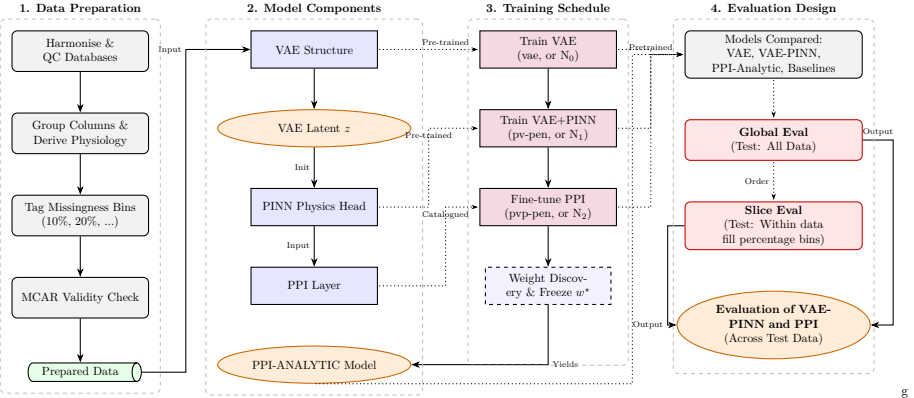 1. Data Preparation
Harmonise &
QC Databases
Group Columns &
Derive Physiology
Tag Missingness Bins
(10%, 20%, ...)
MCAR Validity Check
Prepared Data
Input
2. Model Components
VAE Structure
VAE Latent z
Init
PINN Physics Head
Input
PPI Layer
PPI-ANALYTIC Model
Pre-trained
Pre-trained
Catalogued
3. Training Schedule
Train VAE
(vae, or N₀)
Train VAE+PINN
(pv-pen, or N₁)
Fine-tune PPI
(pvp-pen, or N₂)
Weight Discov-
ery & Freeze w*
Yields
Pretrained
Output
4. Evaluation Design
Models Compared:
VAE, VAE-PINN,
PPI-Analytic, Baselines
Global Eval
(Test: All Data)
Output
Order
Slice Eval
(Test: Within data
fill percentage bins)
Evaluation of VAE-
PINN and PPI
(Across Test Data)
g